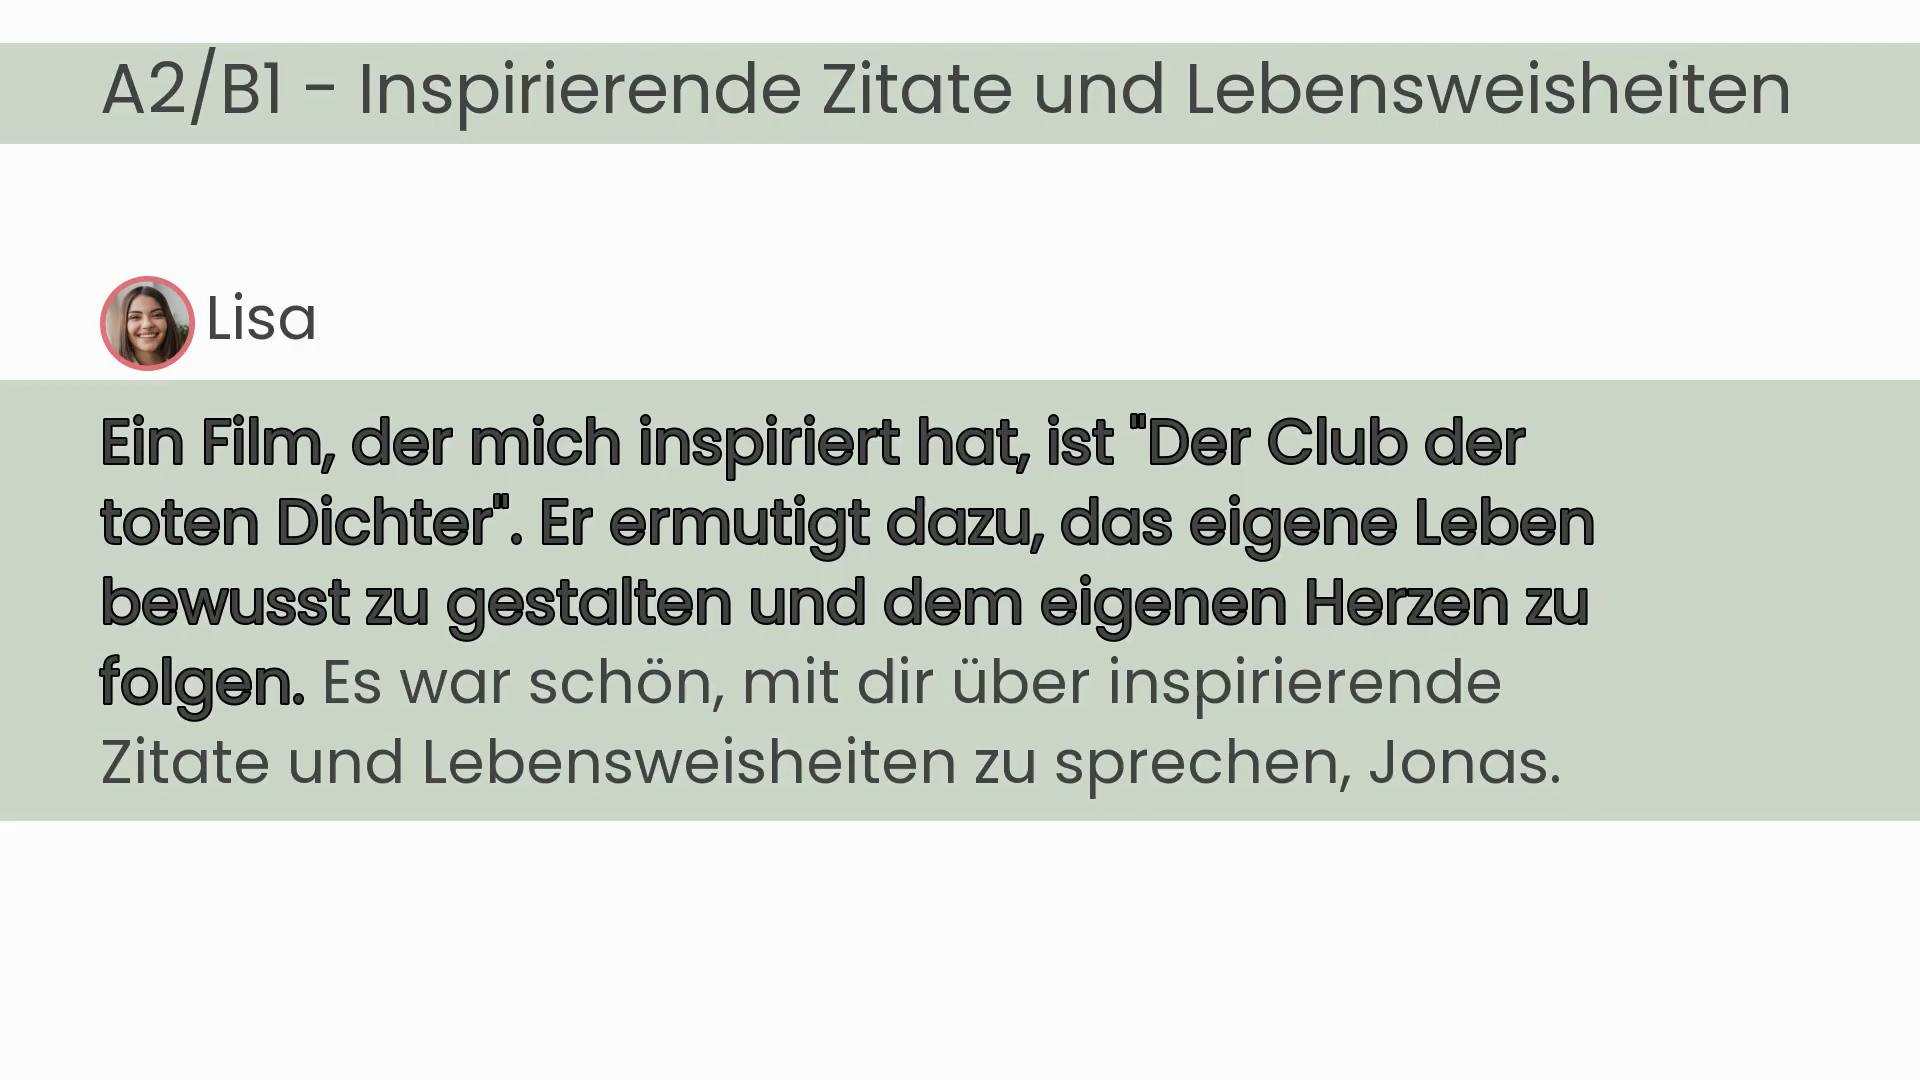 A2/B1 - Inspirierende Zitate und Lebensweisheiten
Lisa
Ein Film, der mich inspiriert hat, ist "Der Club der
toten Dichter". Er ermutigt dazu, das eigene Leben
bewusst zu gestalten und dem eigenen Herzen zu
folgen. Es war schön, mit dir über inspirierende
Zitate und Lebensweisheiten zu sprechen, Jonas.